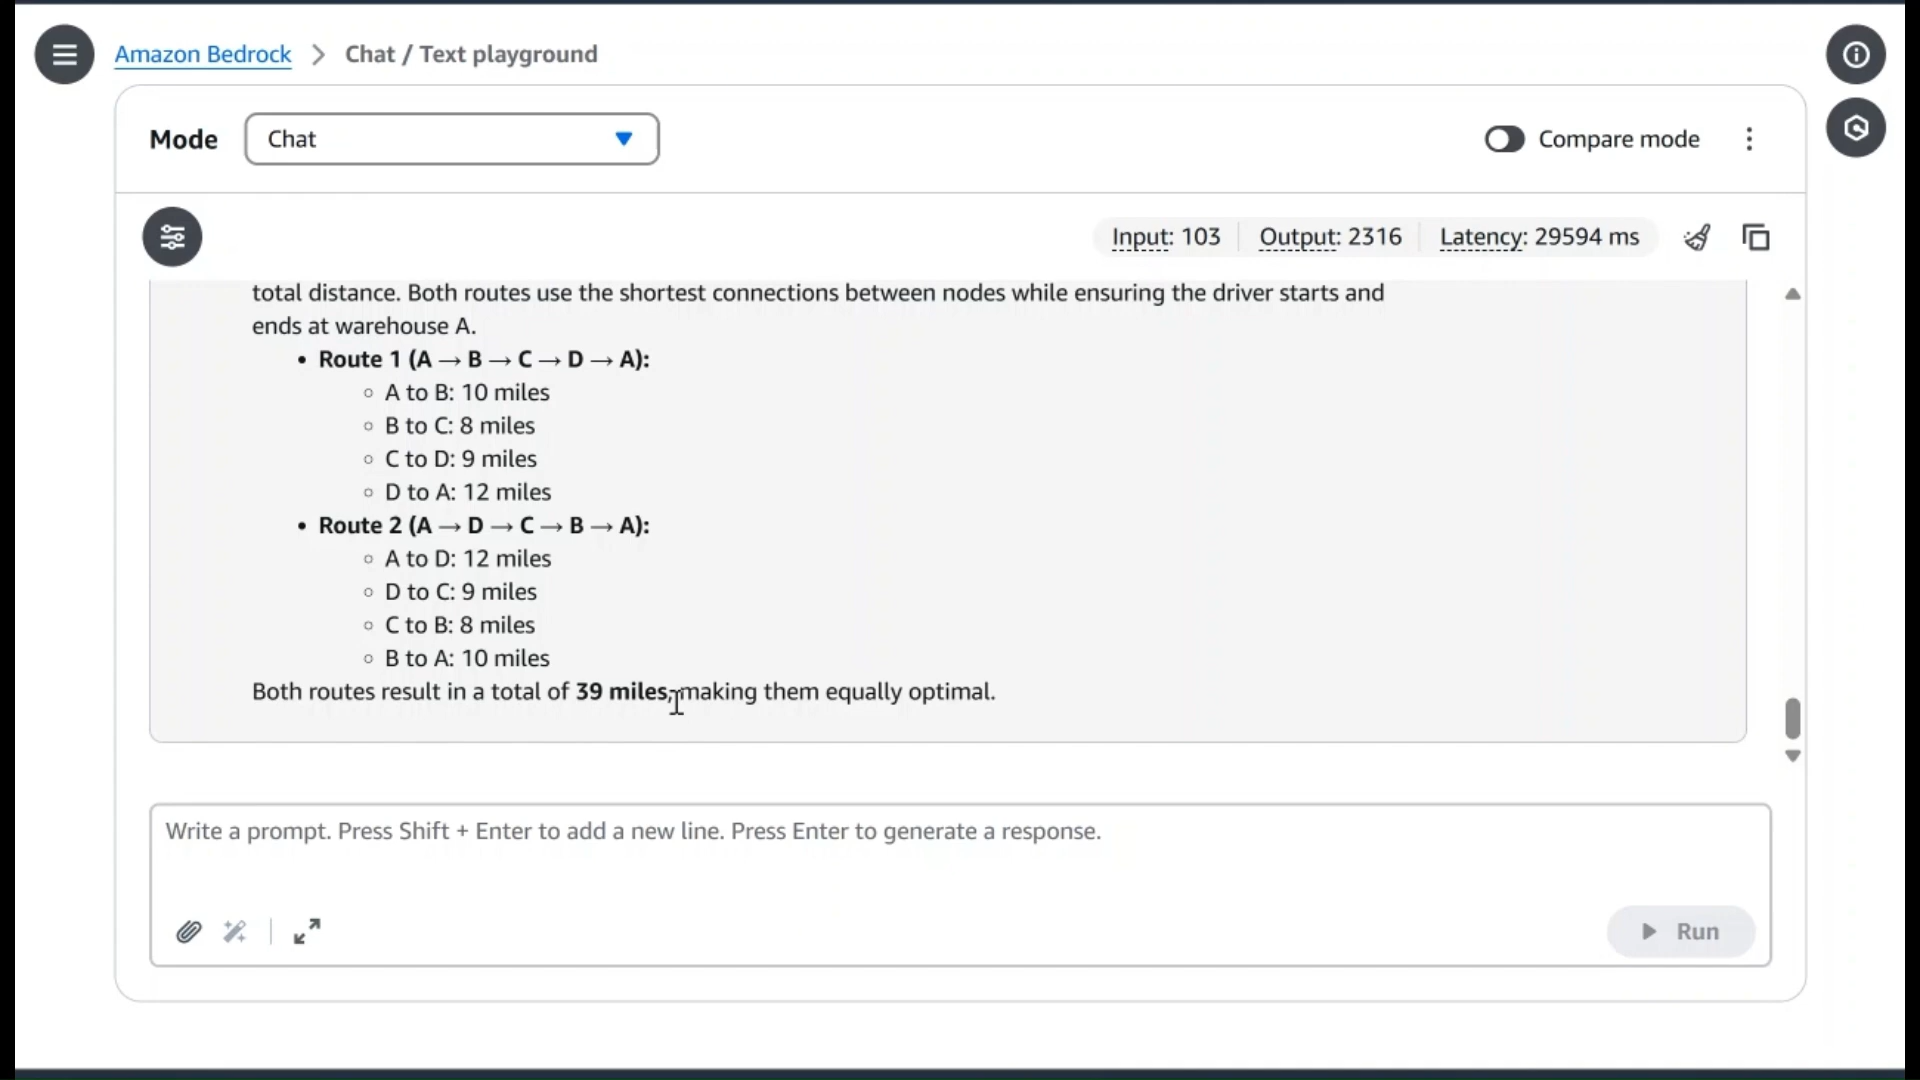 Amazon Bedrock > Chat / Text playground
Mode Chat Compare mode
Input: 103 Output: 2316 Latency: 29594 ms
total distance. Both routes use the shortest connections between nodes while ensuring the driver starts and
ends at warehouse A.
• Route 1 (A → B → C → D → A):
◦ A to B: 10 miles
◦ B to C: 8 miles
◦ C to D: 9 miles
◦ D to A: 12 miles
• Route 2 (A → D → C → B → A):
◦ A to D: 12 miles
◦ D to C: 9 miles
◦ C to B: 8 miles
◦ B to A: 10 miles
Both routes result in a total of 39 miles, making them equally optimal.
Write a prompt. Press Shift + Enter to add a new line. Press Enter to generate a response.
Run